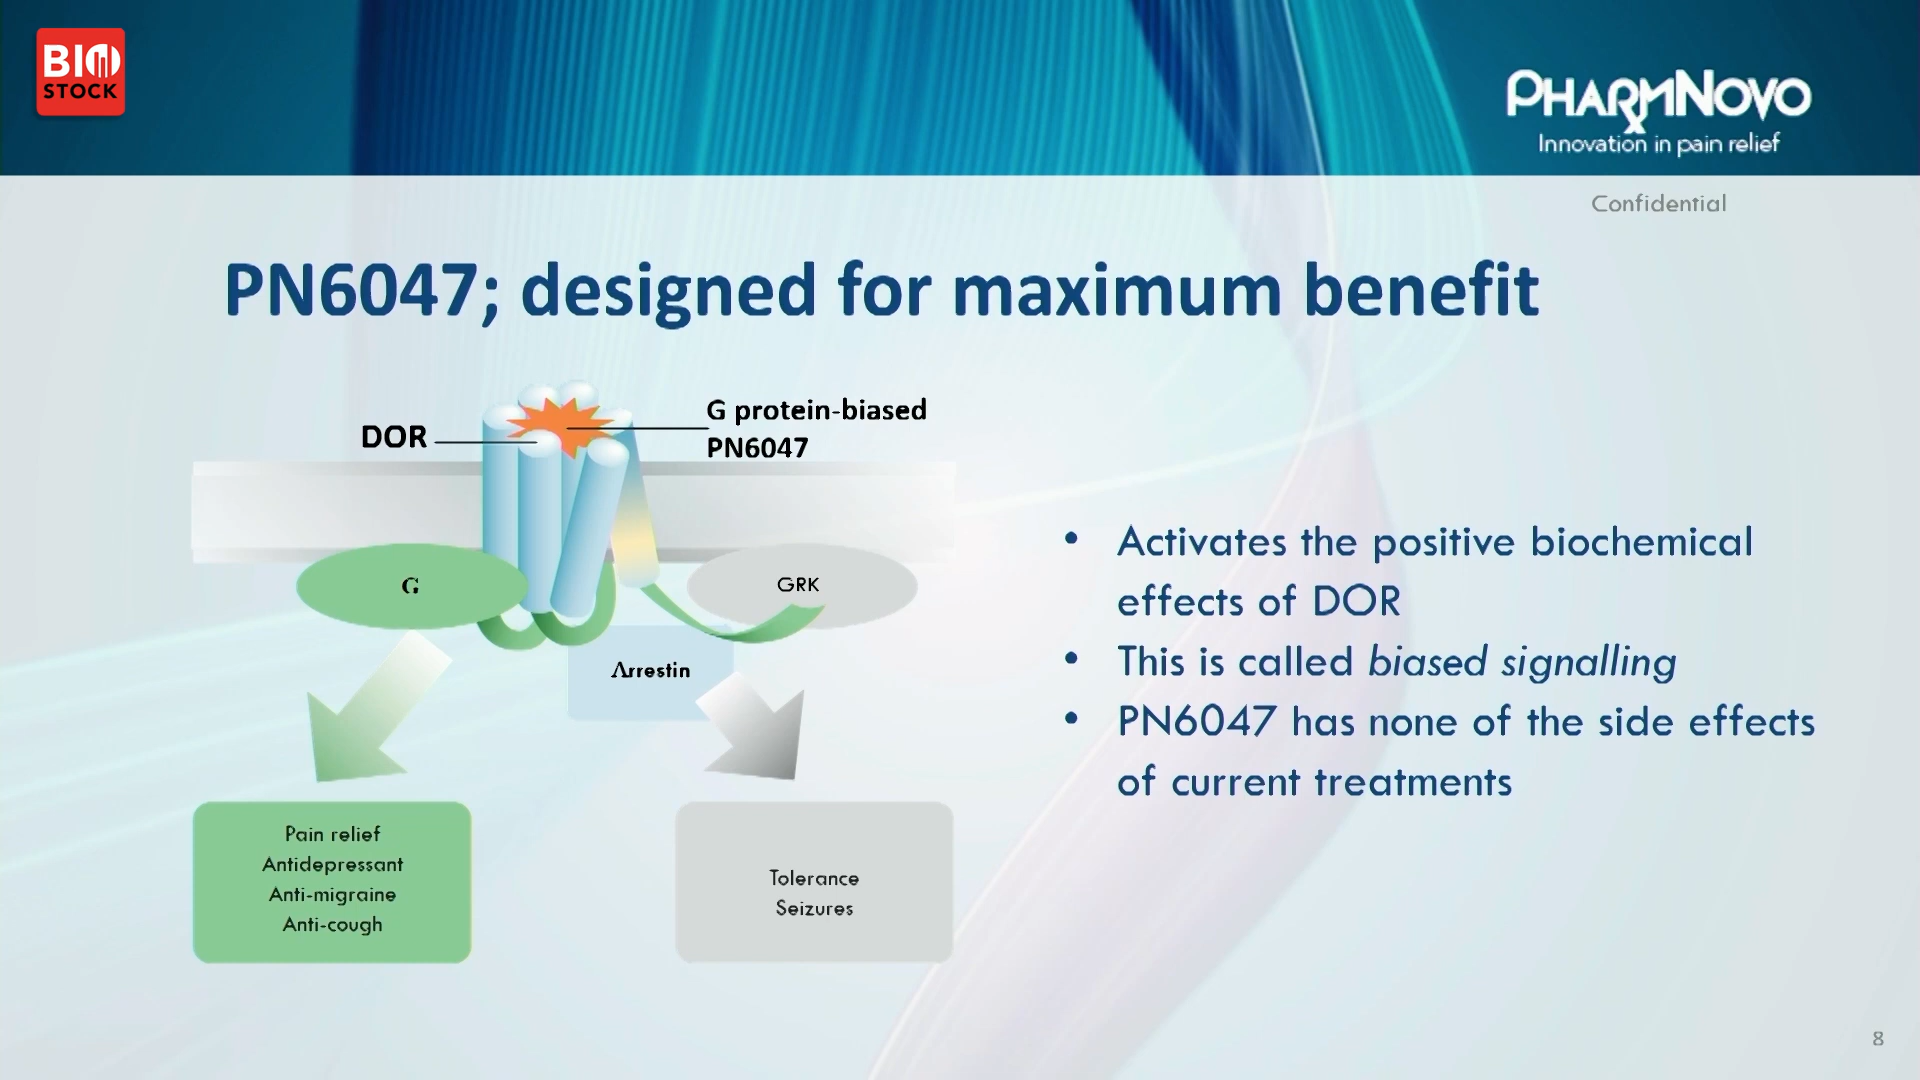 BIO
STOCK
PHARMNOVO
Innovation in pain relief
Confidential
PN6047; designed for maximum benefit
DOR
G protein-biased
PN6047
G
GRK
Arrestin
• Activates the positive biochemical
effects of DOR
• This is called biased signalling
• PN6047 has none of the side effects
of current treatments
Pain relief
Antidepressant
Anti-migraine
Anti-cough
Tolerance
Seizures
8